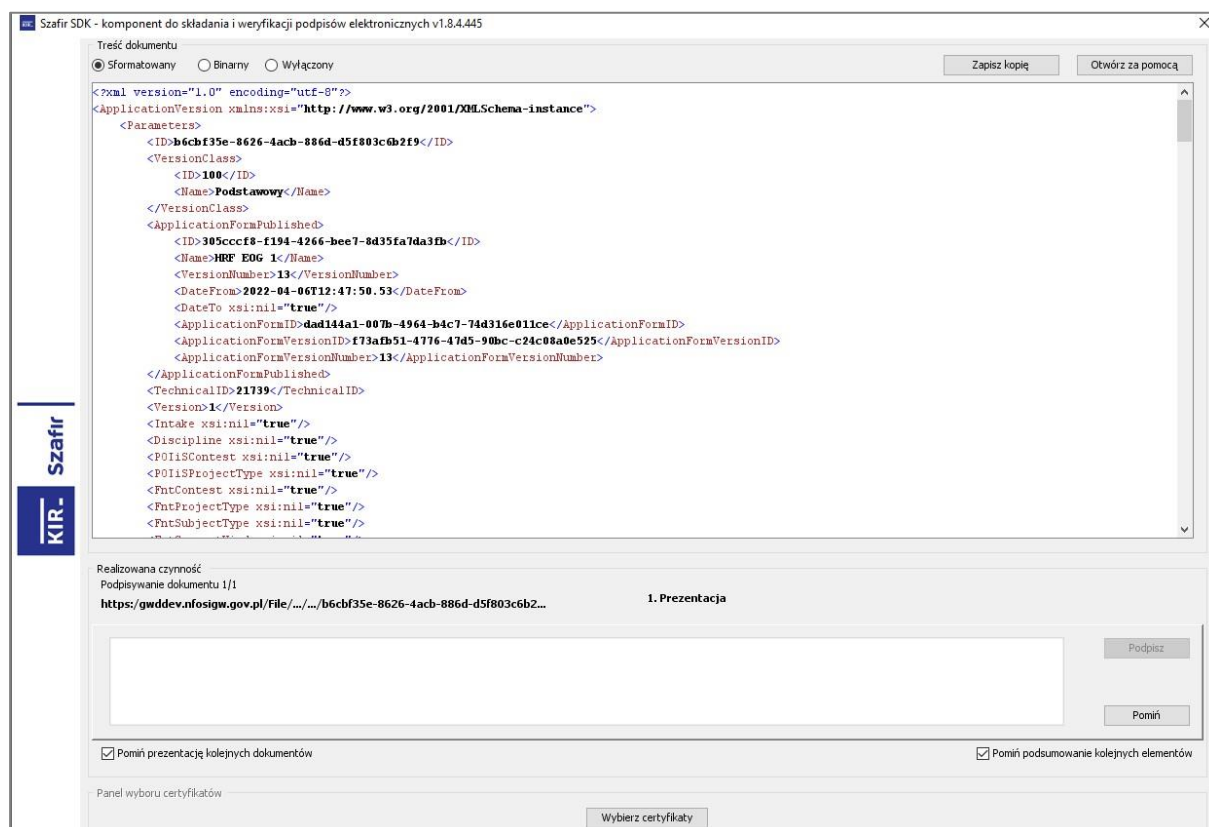 Szafir SDK - komponent do składania i weryfikacji podpisów elektronicznych v1.8.4.445
Treść dokumentu
Sformatowany Binarny Wyłączony Zapisz kopię Otwórz za pomocą
<?xml version="1.0" encoding="utf-8"?>
<ApplicationVersion xmlns:xsi="http://www.w3.org/2001/XMLSchema-instance">
<Parameters>
<ID>b6cbf35e-8626-4acb-886d-d5f803c6b2f9</ID>
<VersionClass>
<ID>100</ID>
<Name>Podstawowy</Name>
</VersionClass>
<ApplicationFormPublished>
<ID>305cccf8-f194-4266-bee7-8d35fa7da3fb</ID>
<Name>HRF EOG 1</Name>
<VersionNumber>13</VersionNumber>
<DateFrom>2022-04-06T12:47:50.53</DateFrom>
<DateTo xsi:nil="true"/>
<ApplicationFormID>dad144a1-007b-4964-b4c7-74d316e011ce</ApplicationFormID>
<ApplicationFormVersionID>f73afb51-4776-47d5-90bc-c24c08a0e525</ApplicationFormVersionID>
<ApplicationFormVersionNumber>13</ApplicationFormVersionNumber>
</ApplicationFormPublished>
<TechnicalID>21739</TechnicalID>
<Version>1</Version>
<Intake xsi:nil="true"/>
<Discipline xsi:nil="true"/>
<POIiSContest xsi:nil="true"/>
<POIiSProjectType xsi:nil="true"/>
<FntContest xsi:nil="true"/>
<FntProjectType xsi:nil="true"/>
<FntSubjectType xsi:nil="true"/>
KIR. Szafir
Realizowana czynność
Podpisywanie dokumentu 1/1
https:/gwddev.nfosigw.gov.pl/File/.../.../b6cbf35e-8626-4acb-886d-d5f803c6b2... 1. Prezentacja
Podpisz
Pomiń
Pomiń prezentację kolejnych dokumentów Pomiń podsumowanie kolejnych elementów
Panel wyboru certyfikatów
Wybierz certyfikaty